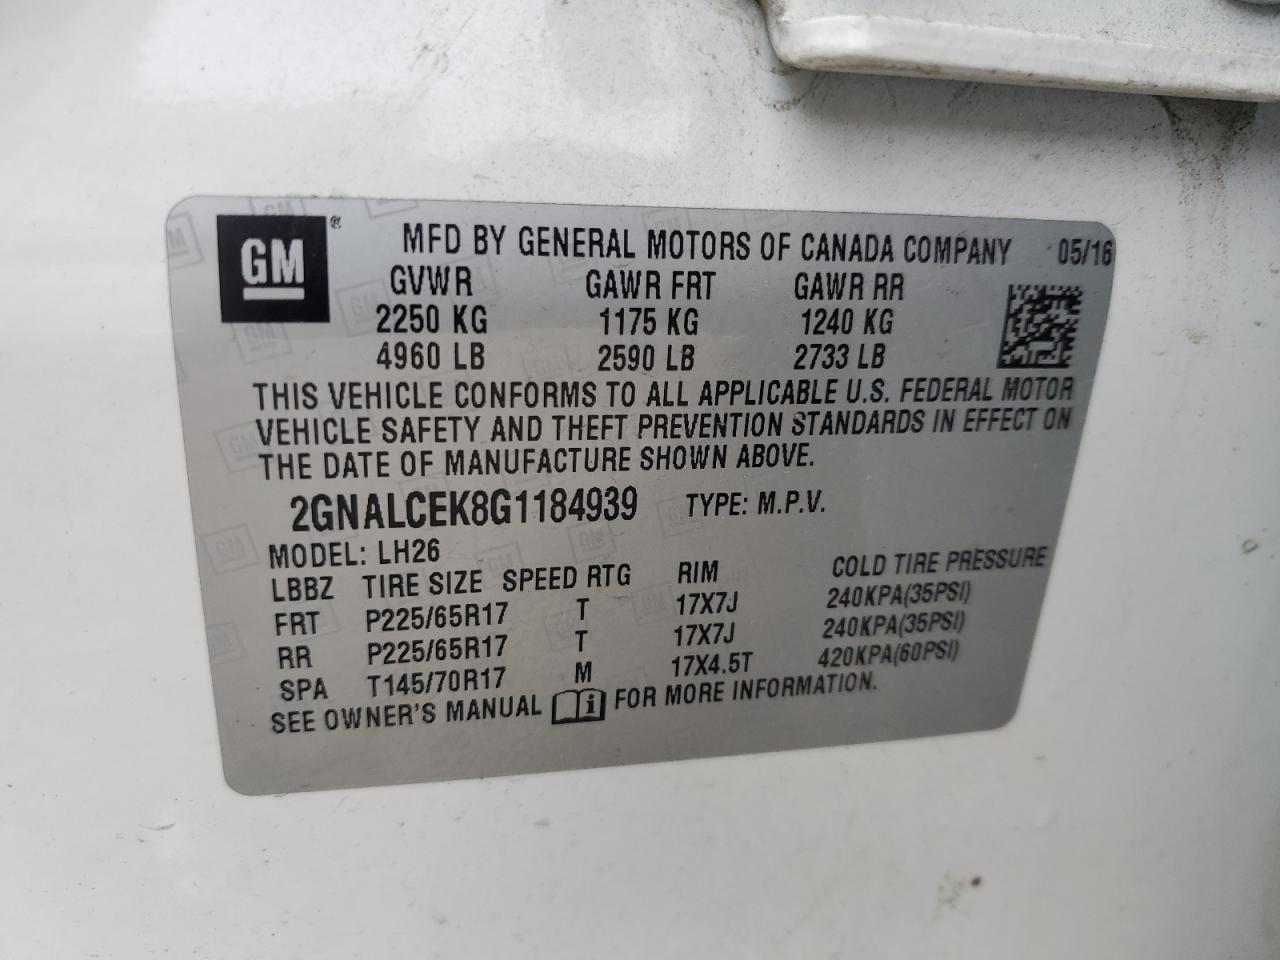 GM®
MFD BY GENERAL MOTORS OF CANADA COMPANY 05/16
GVWR GAWR FRT GAWR RR
2250 KG 1175 KG 1240 KG
4960 LB 2590 LB 2733 LB
THIS VEHICLE CONFORMS TO ALL APPLICABLE U.S. FEDERAL MOTOR
VEHICLE SAFETY AND THEFT PREVENTION STANDARDS IN EFFECT ON
THE DATE OF MANUFACTURE SHOWN ABOVE.
2GNALCEK8G1184939 TYPE: M.P.V.
MODEL: LH26
LBBZ TIRE SIZE SPEED RTG RIM COLD TIRE PRESSURE
FRT P225/65R17 T 17X7J 240KPA(35PSI)
RR P225/65R17 T 17X7J 240KPA(35PSI)
SPA T145/70R17 M 17X4.5T 420KPA(60PSI)
SEE OWNER'S MANUAL i FOR MORE INFORMATION.